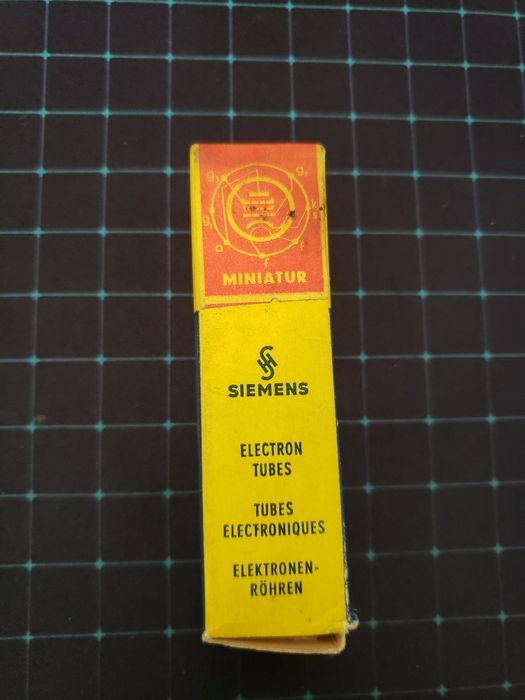 MINIATUR
SIEMENS
ELECTRON
TUBES
TUBES
ELECTRONIQUES
ELEKTRONEN-
RÖHREN